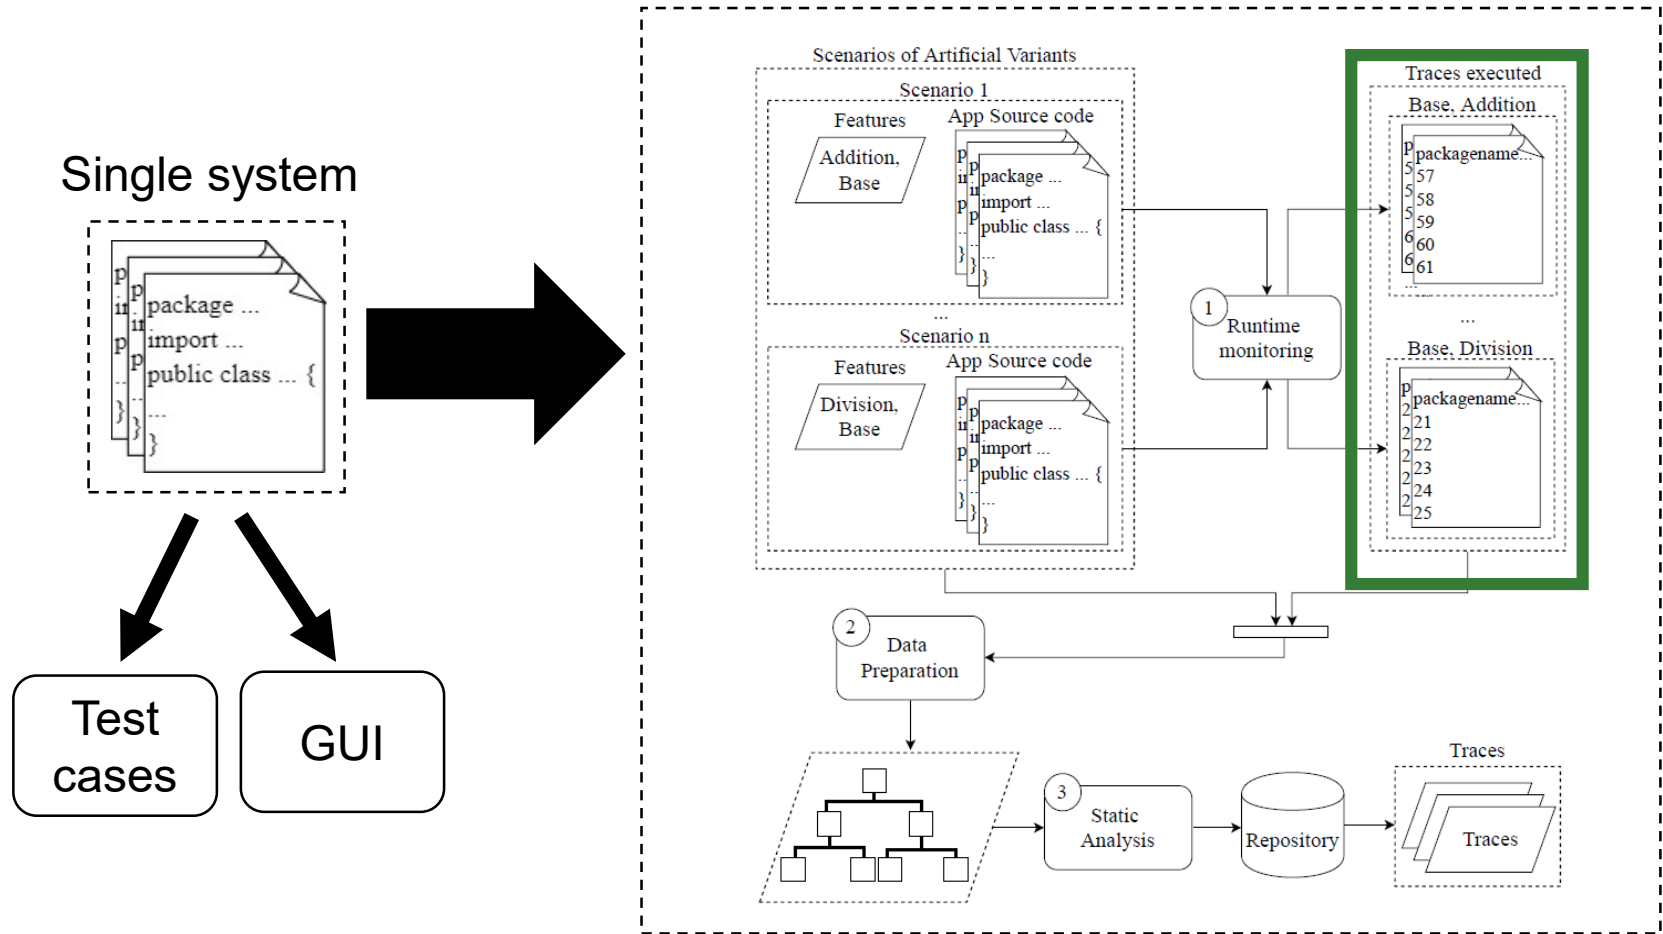 Single system
package ...
import ...
public class ... {
...
}
Test
cases
GUI
Scenarios of Artificial Variants
Scenario 1
Features
Addition,
Base
App Source code
package ...
import ...
public class ... {
...
}
...
Scenario n
Features
Division,
Base
App Source code
package ...
import ...
public class ... {
...
}
1
Runtime
monitoring
Traces executed
Base, Addition
packagename...
57
58
59
60
61
...
Base, Division
packagename...
21
22
23
24
25
2
Data
Preparation
3
Static
Analysis
Repository
Traces
Traces